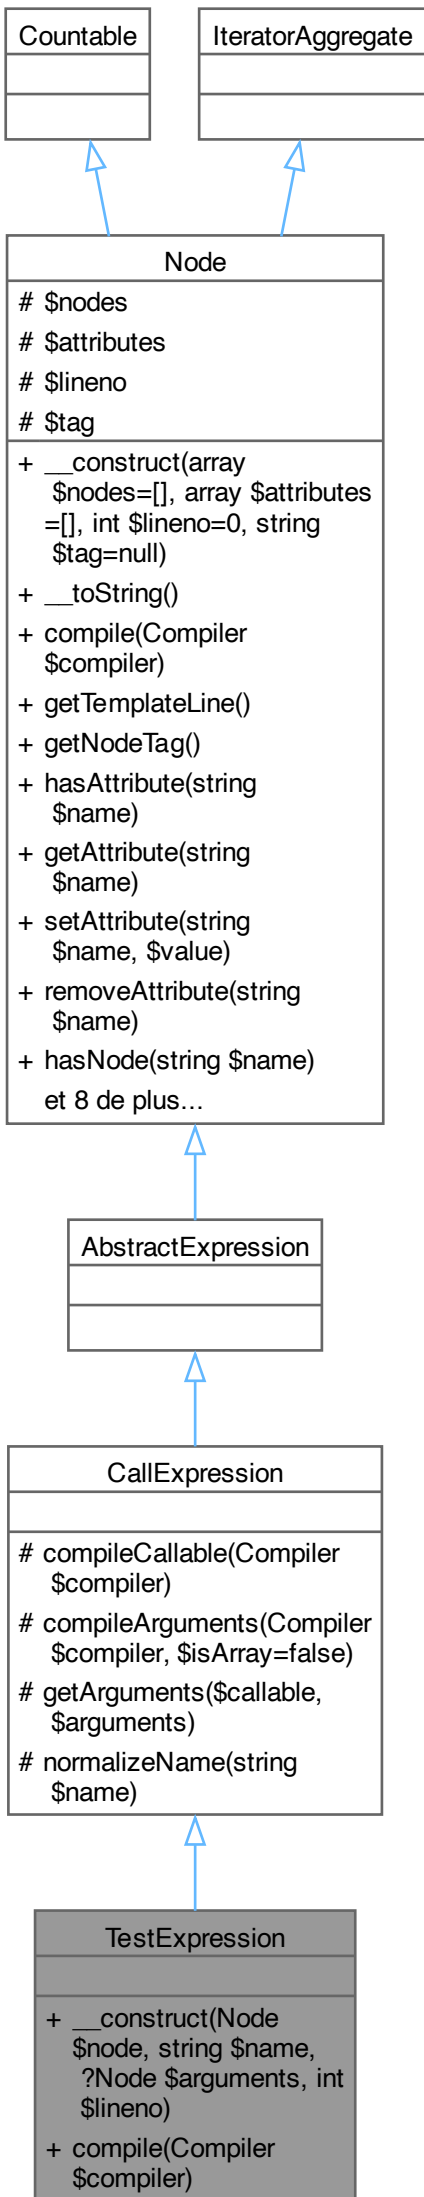 Countable
IteratorAggregate
Node
# $nodes
# $attributes
# $lineno
# $tag
+ __construct(array
$nodes=[], array $attributes
=[], int $lineno=0, string
$tag=null)
+ __toString()
+ compile(Compiler
$compiler)
+ getTemplateLine()
+ getNodeTag()
+ hasAttribute(string
$name)
+ getAttribute(string
$name)
+ setAttribute(string
$name, $value)
+ removeAttribute(string
$name)
+ hasNode(string $name)
et 8 de plus...
AbstractExpression
CallExpression
# compileCallable(Compiler
$compiler)
# compileArguments(Compiler
$compiler, $isArray=false)
# getArguments($callable,
$arguments)
# normalizeName(string
$name)
TestExpression
+ __construct(Node
$node, string $name,
?Node $arguments, int
$lineno)
+ compile(Compiler
$compiler)